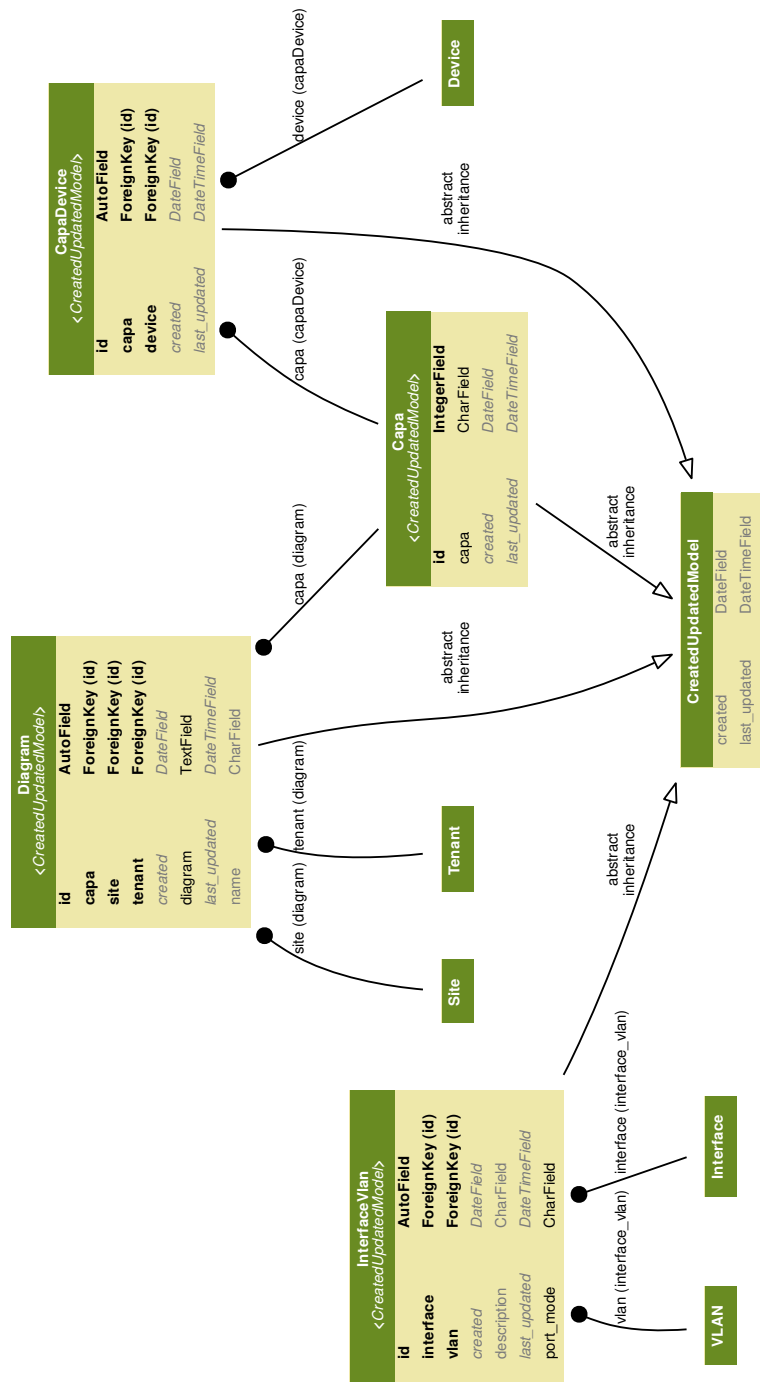 InterfaceVlan
<CreatedUpdatedModel>
id AutoField
interface ForeignKey (id)
vlan ForeignKey (id)
created DateField
description CharField
last_updated DateTimeField
port_mode CharField
vlan (interface_vlan)
interface (interface_vlan)
VLAN
Interface
Diagram
<CreatedUpdatedModel>
id AutoField
capa ForeignKey (id)
site ForeignKey (id)
tenant ForeignKey (id)
created DateField
diagram TextField
last_updated DateTimeField
name CharField
site (diagram)
tenant (diagram)
capa (diagram)
Site
Tenant
abstract
inheritance
abstract
inheritance
CapaDevice
<CreatedUpdatedModel>
id AutoField
capa ForeignKey (id)
device ForeignKey (id)
created DateField
last_updated DateTimeField
capa (capaDevice)
device (capaDevice)
Device
Capa
<CreatedUpdatedModel>
id IntegerField
capa CharField
created DateField
last_updated DateTimeField
abstract
inheritance
abstract
inheritance
CreatedUpdatedModel
created DateField
last_updated DateTimeField